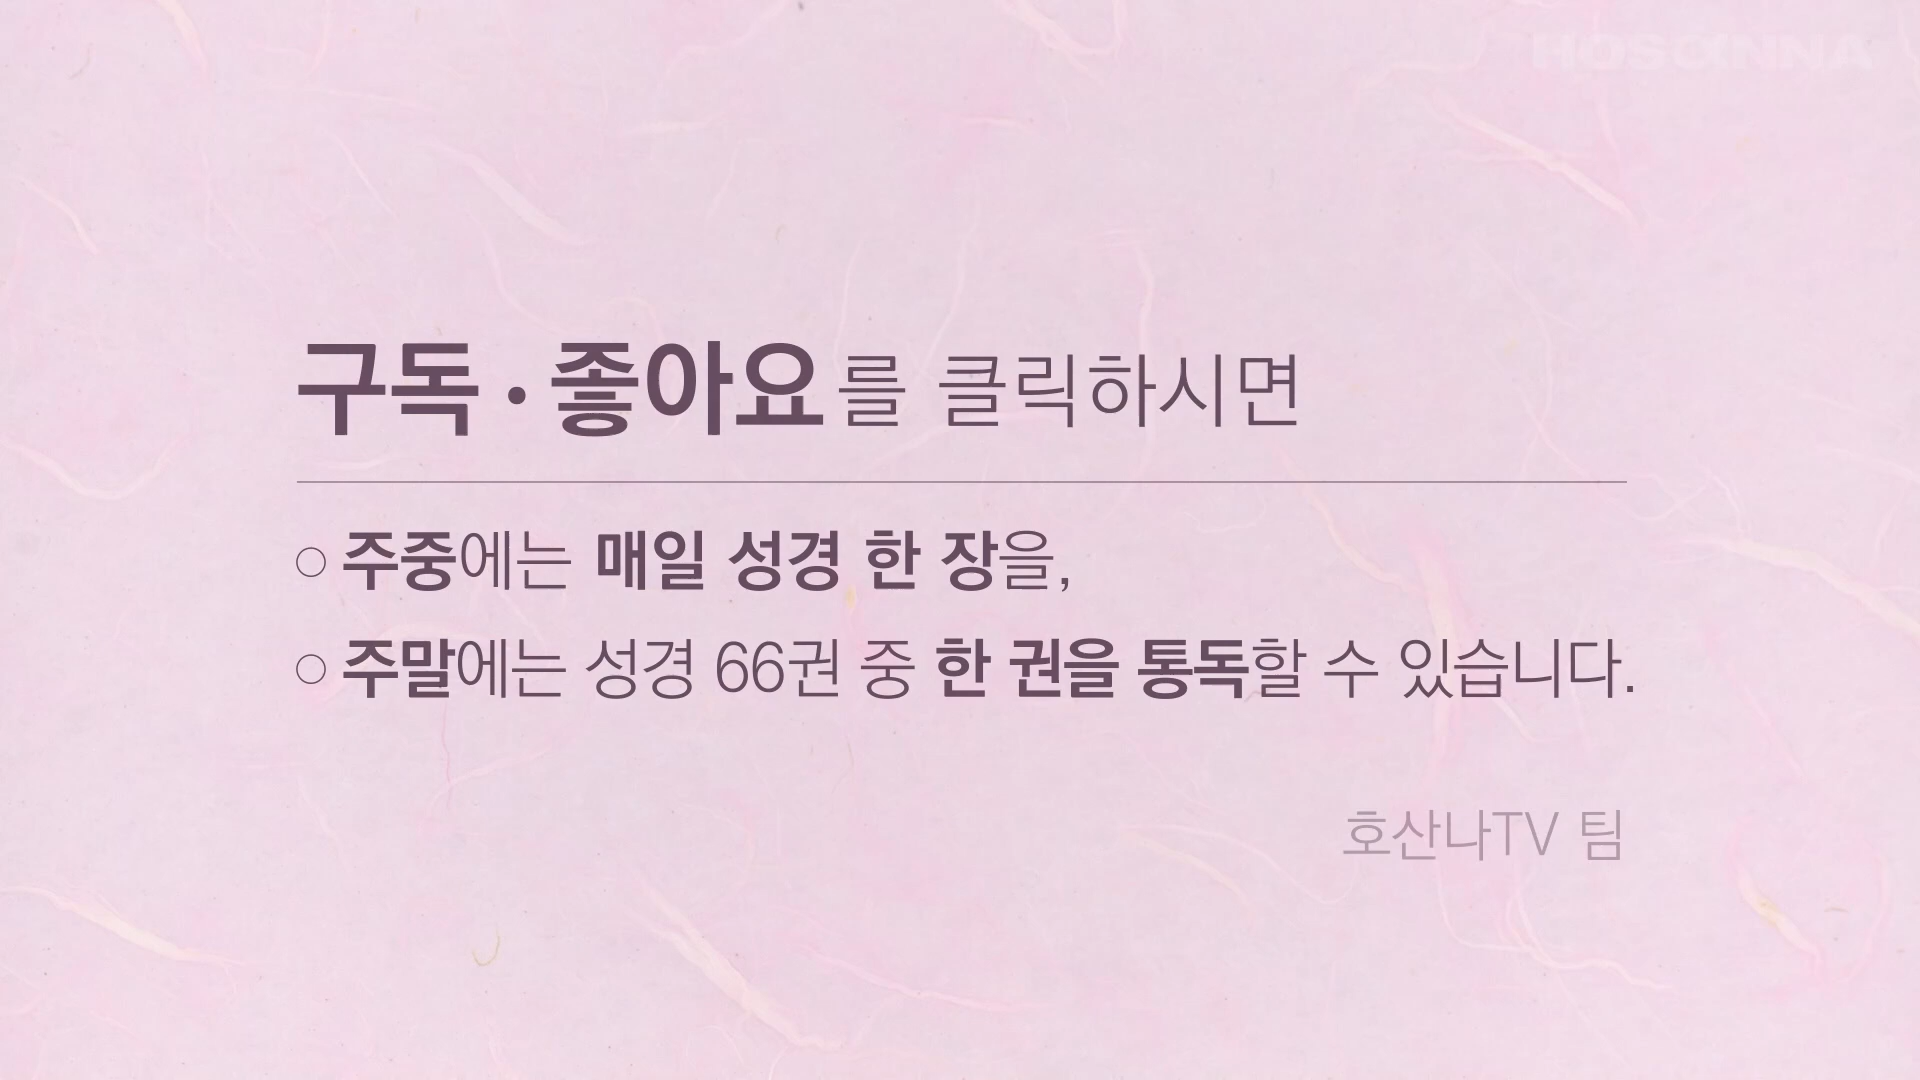 HOSANNA
구독 · 좋아요를 클릭하시면
○ 주중에는 매일 성경 한 장을,
○ 주말에는 성경 66권 중 한 권을 통독할 수 있습니다.
호산나TV 팀